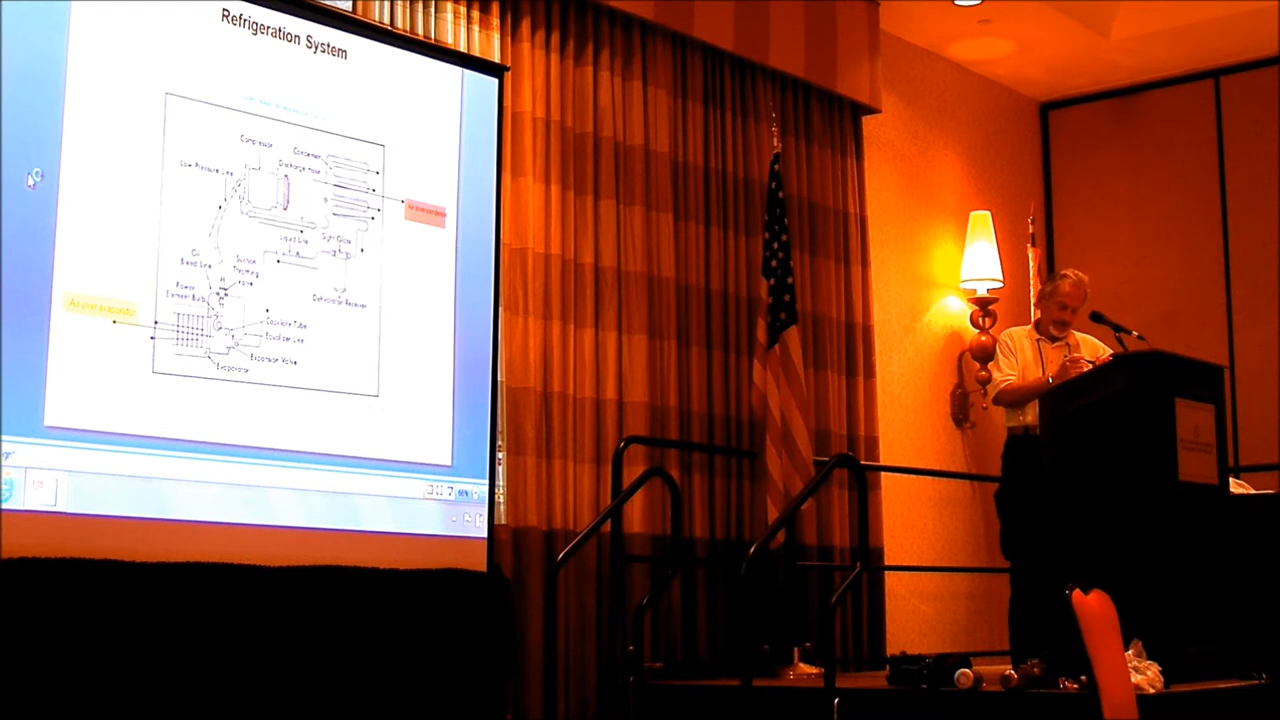 Refrigeration System
Compressor
Condenser
Low Pressure Line
Discharge Hose
Air over condenser
Liquid Line
Sight Glass
Oil
Bleed Line
Suction
Throttling
Valve
Power
Element Bulb
Dehydrator Receiver
Air over evaporator
Capillary Tube
Equalizer Line
Expansion Valve
Evaporator
66%